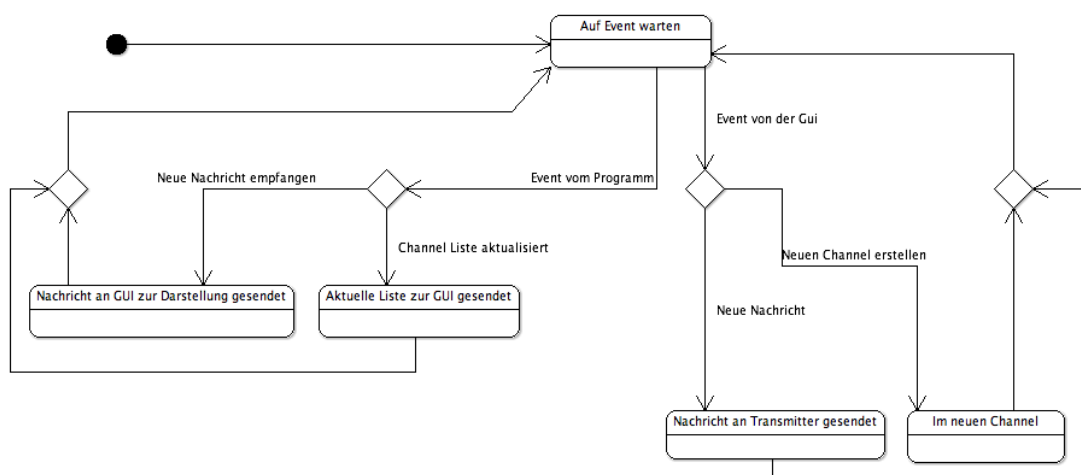 Auf Event warten
Event von der Gui
Neue Nachricht empfangen
Event vom Programm
Channel Liste aktualisiert
Neuen Channel erstellen
Nachricht an GUI zur Darstellung gesendet
Aktuelle Liste zur GUI gesendet
Neue Nachricht
Nachricht an Transmitter gesendet
Im neuen Channel